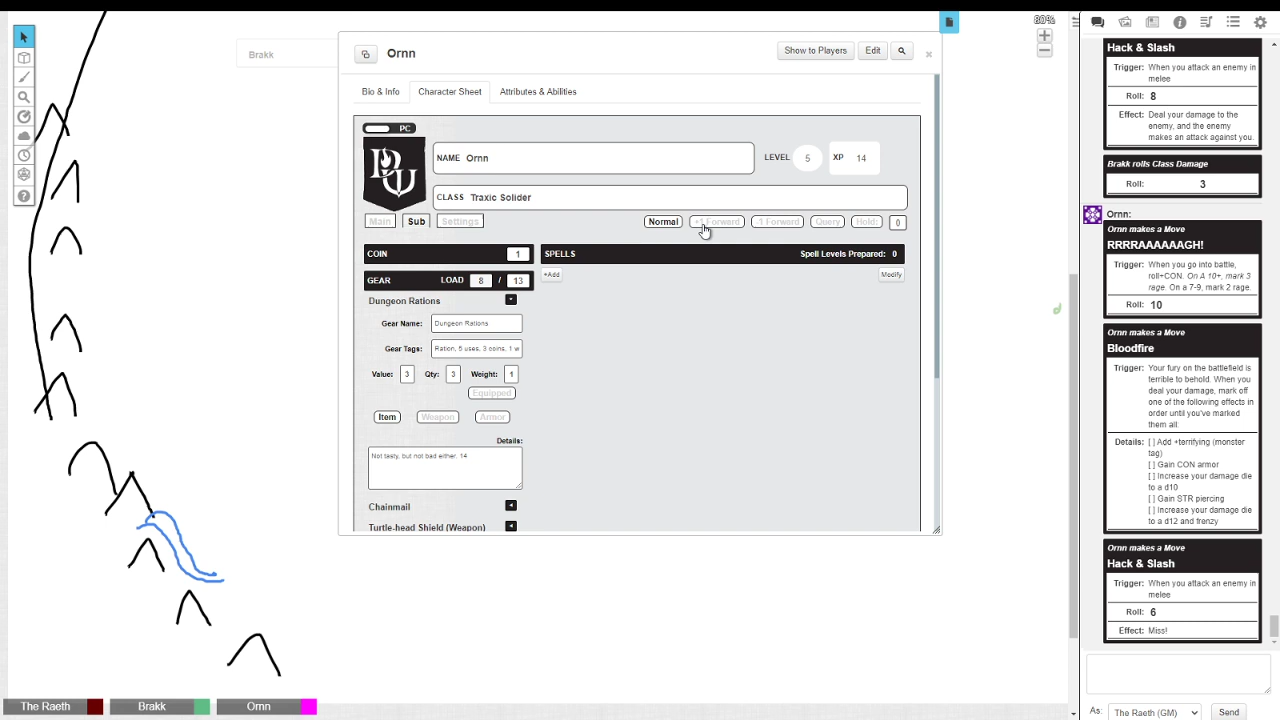 80%
Brakk
Ornn
Show to Players
Edit
Bio & Info
Character Sheet
Attributes & Abilities
PC
NAME Ornn
LEVEL 5
XP 14
CLASS Traxic Solider
Main
Sub
Settings
Normal
+1 Forward
-1 Forward
Query
Hold:
0
COIN 1
SPELLS
Spell Levels Prepared: 0
GEAR LOAD 8 / 13
+Add
Modify
Dungeon Rations
Gear Name: Dungeon Rations
Gear Tags: Ration, 5 uses, 3 coins, 1 w
Value: 3 Qty: 3 Weight: 1
Equipped
Item Weapon Armor
Details:
Not tasty, but not bad either. 14
Chainmail
Turtle-head Shield (Weapon)
The Raeth
Brakk
Ornn
Hack & Slash
Trigger: When you attack an enemy in
melee
Roll: 8
Effect: Deal your damage to the
enemy, and the enemy
makes an attack against you.
Brakk rolls Class Damage
Roll: 3
Ornn:
Ornn makes a Move
RRRRAAAAAAGH!
Trigger: When you go into battle,
roll+CON. On A 10+, mark 3
rage. On a 7-9, mark 2 rage.
Roll: 10
Ornn makes a Move
Bloodfire
Trigger: Your fury on the battlefield is
terrible to behold. When you
deal your damage, mark off
one of the following effects in
order until you've marked
them all:
Details: [ ] Add +terrifying (monster
tag)
[ ] Gain CON armor
[ ] Increase your damage die
to a d10
[ ] Gain STR piercing
[ ] Increase your damage die
to a d12 and frenzy
Ornn makes a Move
Hack & Slash
Trigger: When you attack an enemy in
melee
Roll: 6
Effect: Miss!
As: The Raeth (GM)
Send